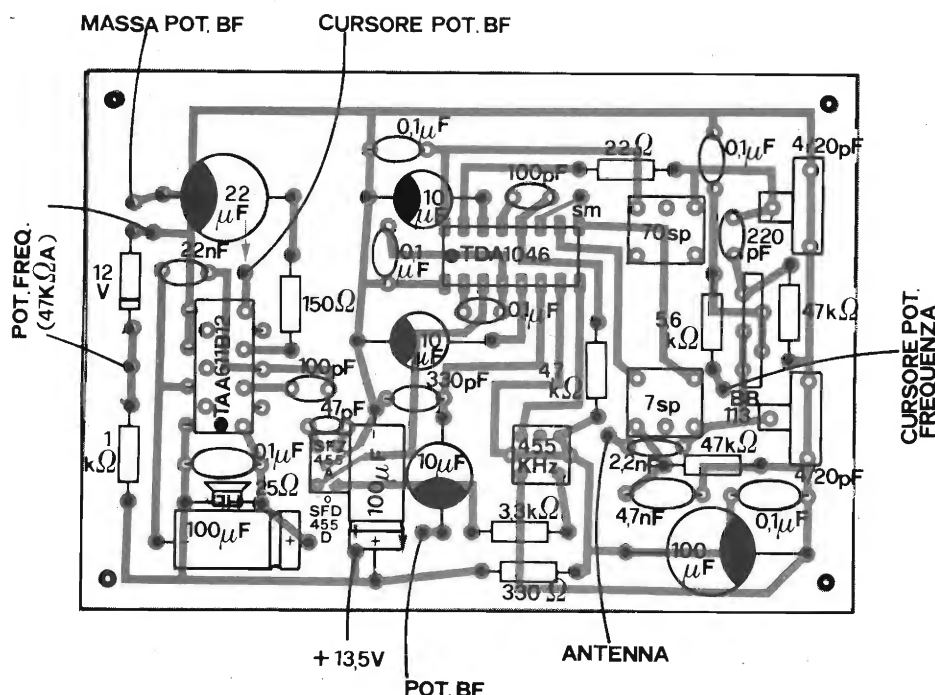 MASSA POT. BF
CURSORE POT. BF
0,1μF
22Ω
0,1μF
4/20pF
100pF
22
μF
10
μF
sm
70sp
220
pF
TDA1046
0,1
μF
22nF
12
V
POT. FREQ.
(47KΩA)
150Ω
0,1μF
5,6
kΩ
47kΩ
TAA611B12
10
μF
330pF
4,7
kΩ
100pF
CURSORE POT.
FREQUENZA
7sp
BB
113
47pF
1
kΩ
SFZ
455
A
0,1μF
10μF
455
KHz
2,2nF
47kΩ
4/20pF
25Ω
100μF
SFD
455
D
4,7nF
0,1μF
3,3kΩ
100μF
100
μF
330Ω
+
+
+13,5V
ANTENNA
POT. BF